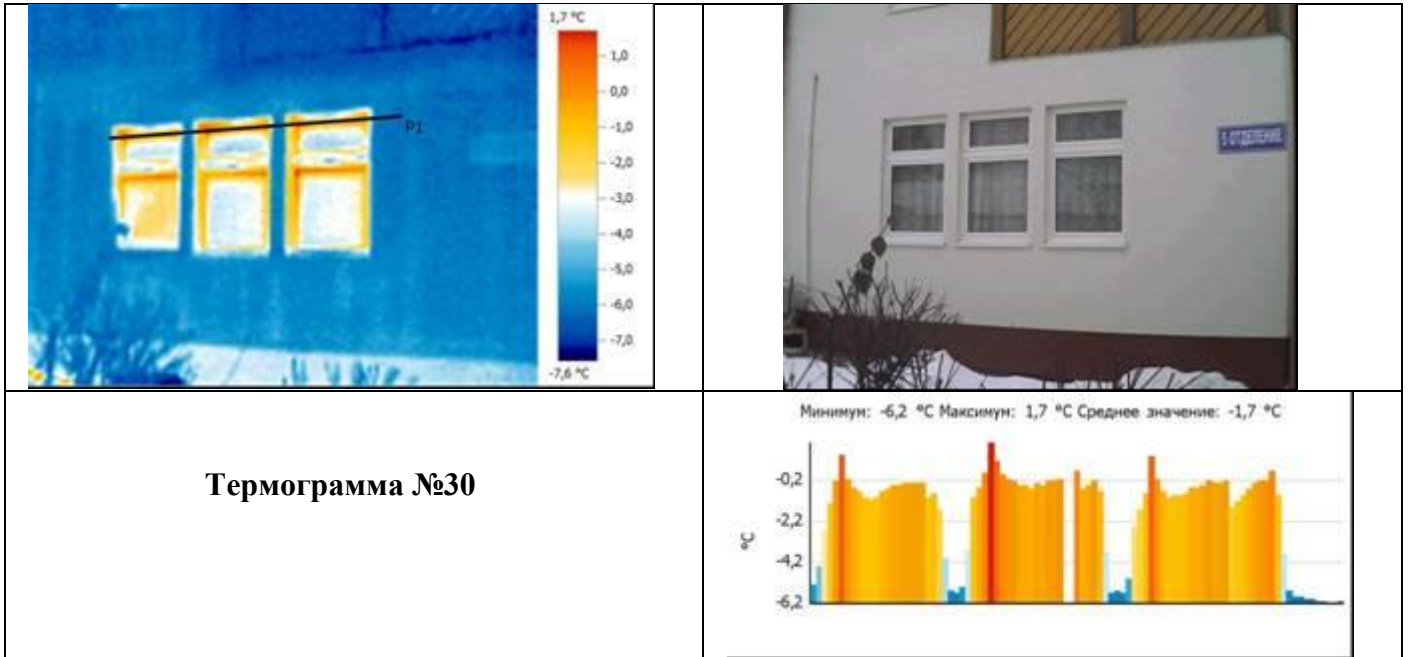 1,7 °C
1,0
0,0
-1,0
-2,0
-3,0
-4,0
-5,0
-6,0
-7,0
-7,6 °C
P1
5 ОТДЕЛЕНИЕ
Термограмма №30
Минимум: -6,2 °C Максимум: 1,7 °C Среднее значение: -1,7 °C
-0,2
-2,2
-4,2
-6,2
°C